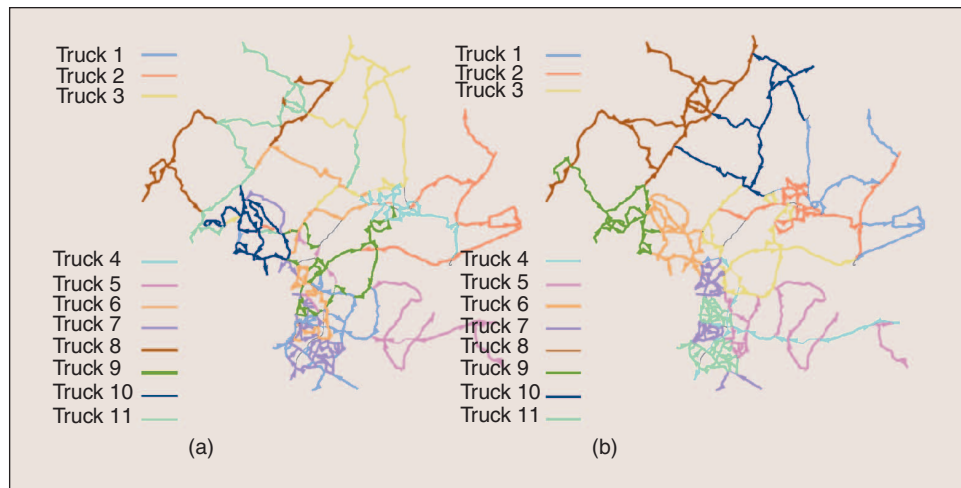 Truck 1
Truck 2
Truck 3
Truck 4
Truck 5
Truck 6
Truck 7
Truck 8
Truck 9
Truck 10
Truck 11
(a)
Truck 1
Truck 2
Truck 3
Truck 4
Truck 5
Truck 6
Truck 7
Truck 8
Truck 9
Truck 10
Truck 11
(b)